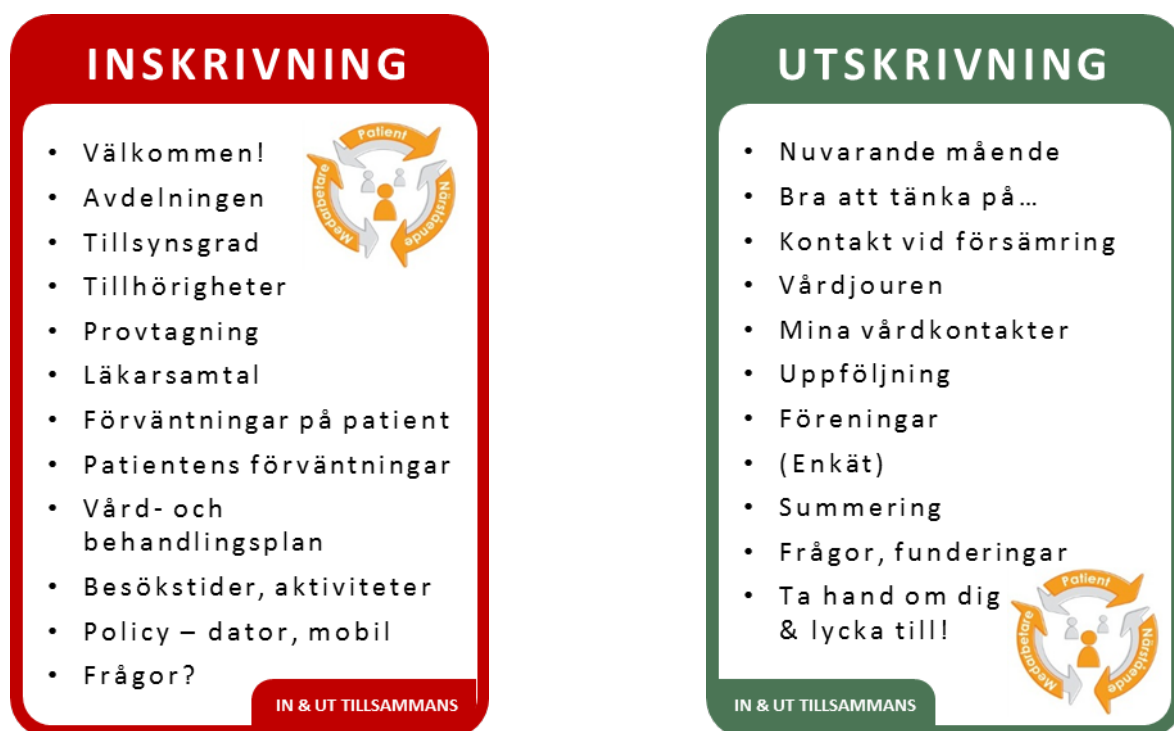 INSKRIVNING
• Välkommen!
• Avdelningen
• Tillsynsgrad
• Tillhörigheter
• Provtagning
• Läkarsamtal
• Förväntningar på patient
• Patientens förväntningar
• Vård- och
behandlingsplan
• Besökstider, aktiviteter
• Policy – dator, mobil
• Frågor?
Patient
Närstående
Medarbetare
IN & UT TILLSAMMANS
UTSKRIVNING
• Nuvarande mående
• Bra att tänka på…
• Kontakt vid försämring
• Vårdjouren
• Mina vårdkontakter
• Uppföljning
• Föreningar
• (Enkät)
• Summering
• Frågor, funderingar
• Ta hand om dig
& lycka till!
Patient
Närstående
Medarbetare
IN & UT TILLSAMMANS